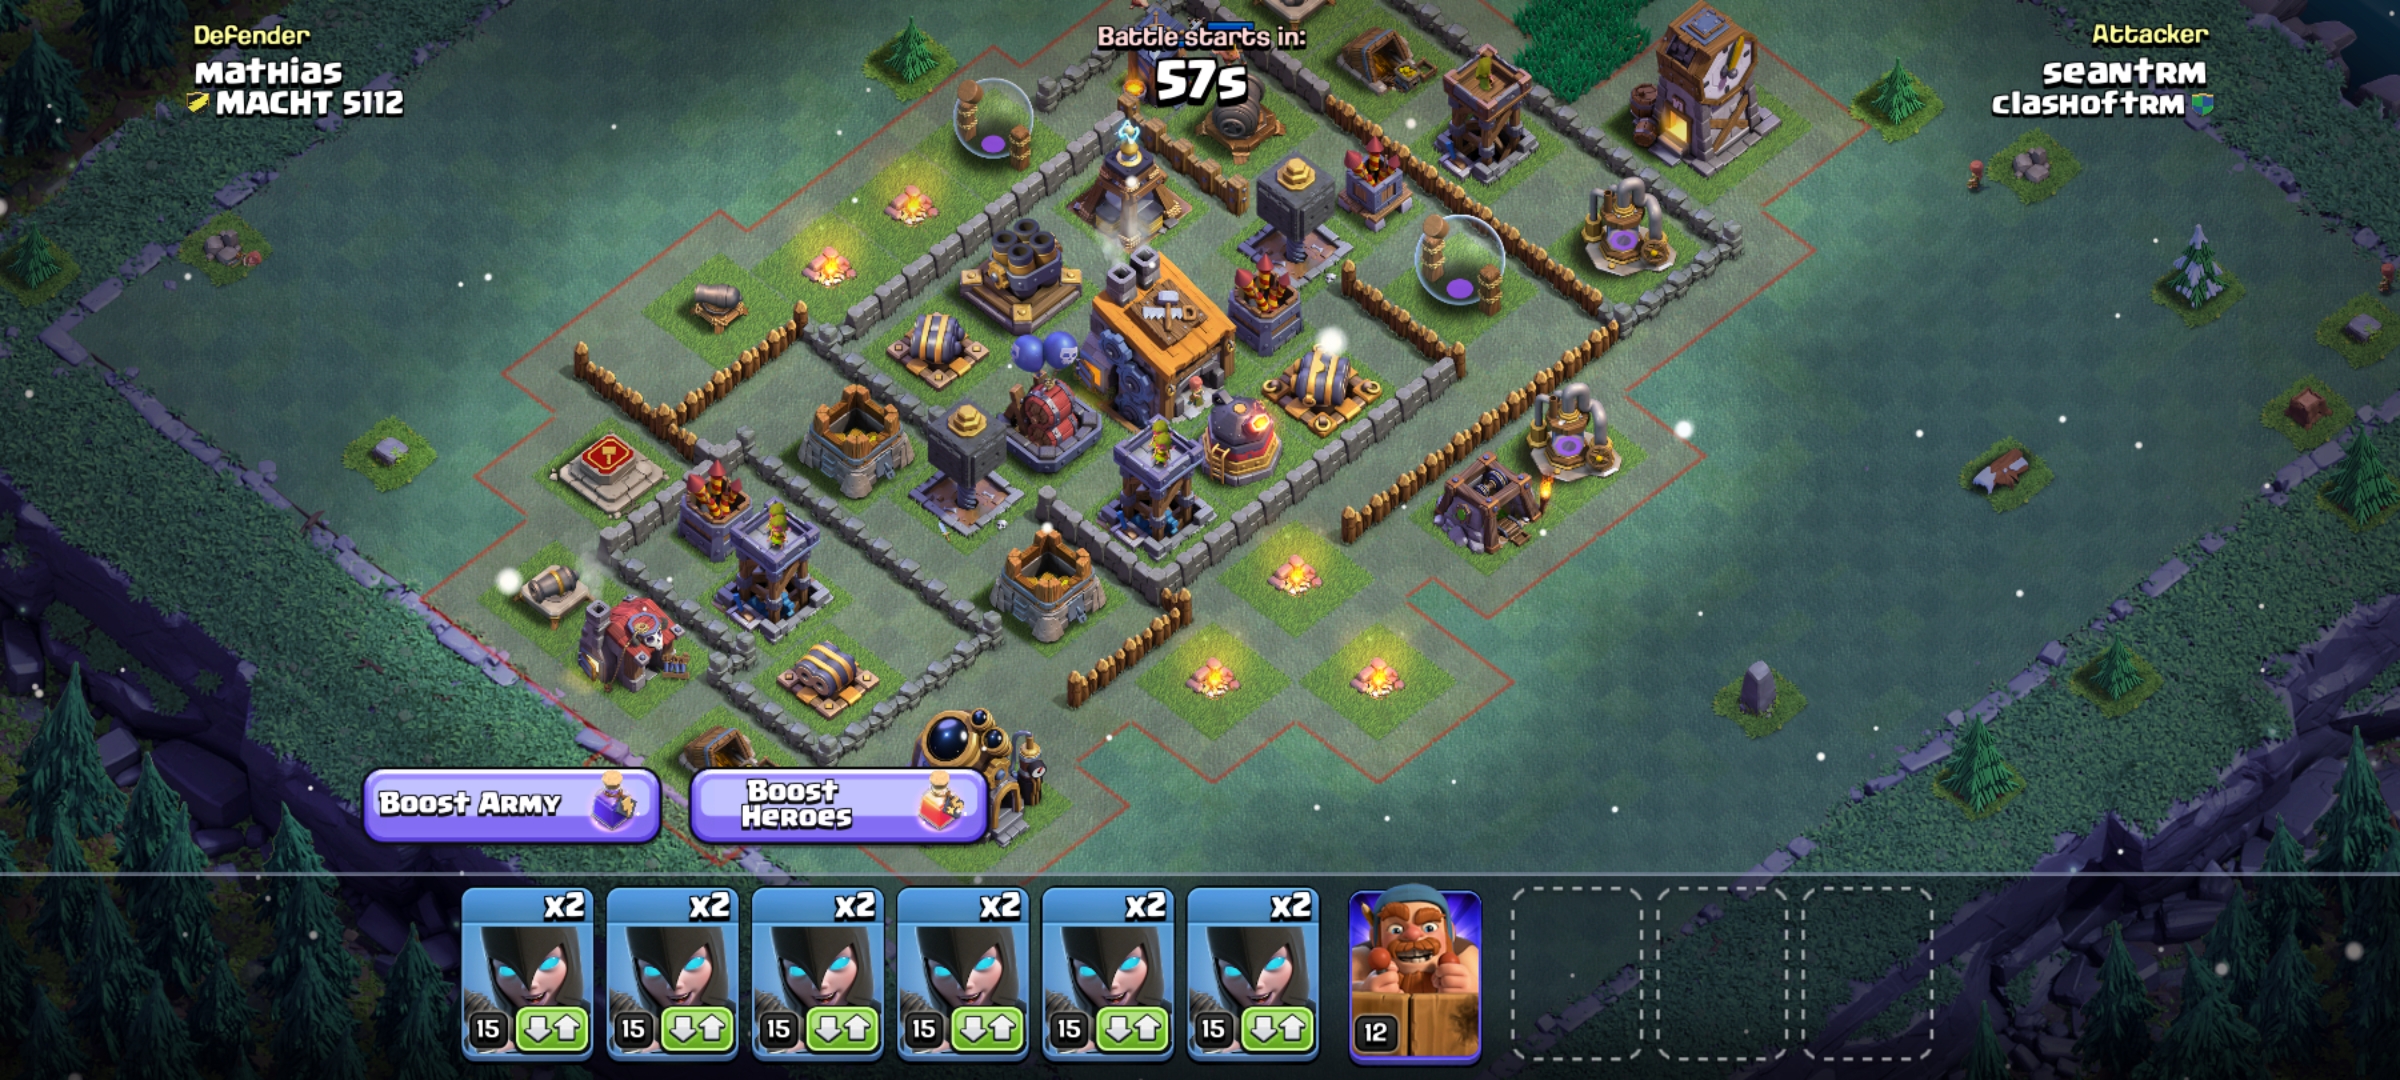 Defender
Mathias
MACHT 5112
Battle starts in:
57s
Attacker
seantRM
clashoftRM
Boost Army
Boost
Heroes
x2
x2
x2
x2
x2
x2
15
15
15
15
15
15
12